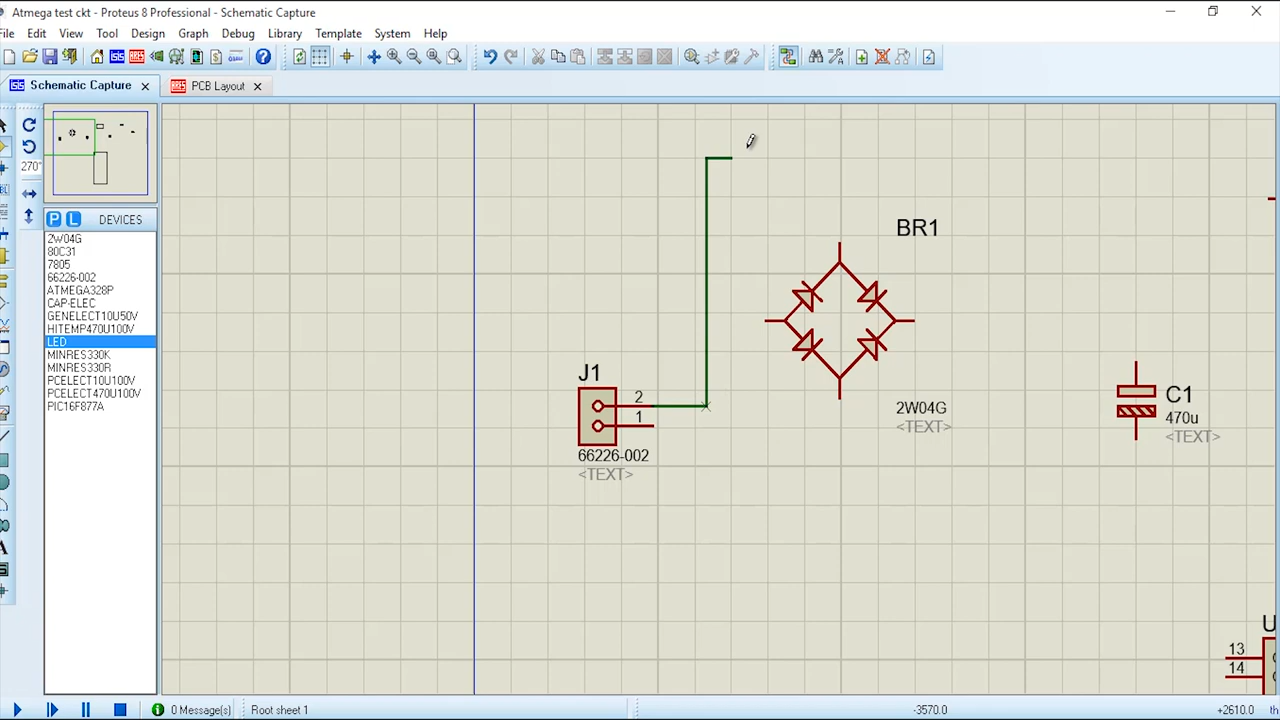 Atmega test ckt - Proteus 8 Professional - Schematic Capture
File Edit View Tool Design Graph Debug Library Template System Help
Schematic Capture
PCB Layout
270°
P L DEVICES
2W04G
80C31
7805
66226-002
ATMEGA328P
CAP-ELEC
GENELECT10U50V
HITEMP470U100V
LED
MINRES330K
MINRES330R
PCELECT10U100V
PCELECT470U100V
PIC16F877A
BR1
2W04G
<TEXT>
J1
2
1
66226-002
<TEXT>
C1
470u
<TEXT>
U
13
14
0 Message(s)
Root sheet 1
-3570.0
+2610.0
th